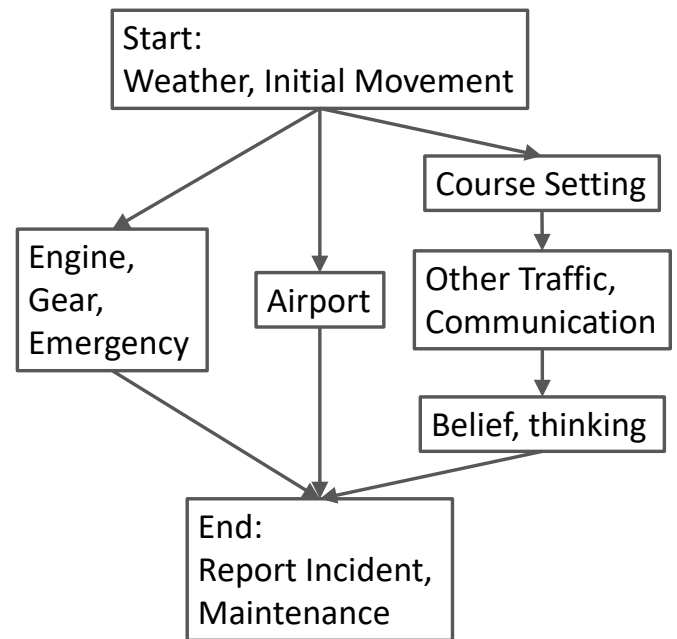 Start:
Weather, Initial Movement
Course Setting
Engine,
Gear,
Emergency
Airport
Other Traffic,
Communication
Belief, thinking
End:
Report Incident,
Maintenance